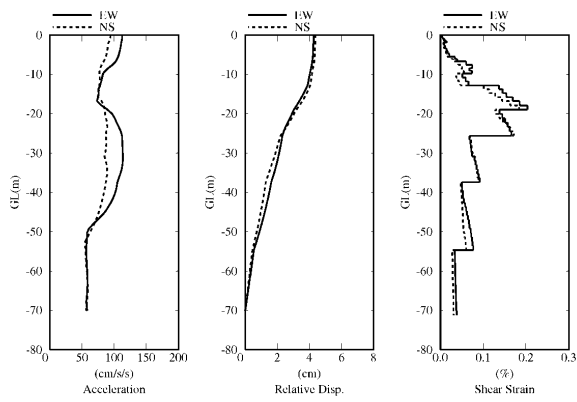 EW
NS
0
-10
-20
-30
-40
-50
-60
-70
-80
GL(m)
0 50 100 150 200
(cm/s/s)
Acceleration
EW
NS
0
-10
-20
-30
-40
-50
-60
-70
-80
GL(m)
0 2 4 6 8
(cm)
Relative Disp.
EW
NS
0
-10
-20
-30
-40
-50
-60
-70
-80
GL(m)
0.0 0.1 0.2 0.3
(%)
Shear Strain